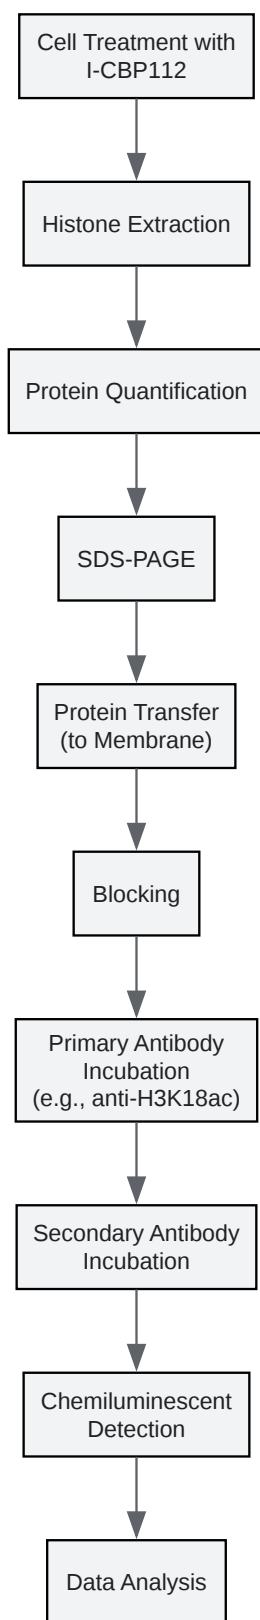 Cell Treatment with
I-CBP112
Histone Extraction
Protein Quantification
SDS-PAGE
Protein Transfer
(to Membrane)
Blocking
Primary Antibody
Incubation
(e.g., anti-H3K18ac)
Secondary Antibody
Incubation
Chemiluminescent
Detection
Data Analysis